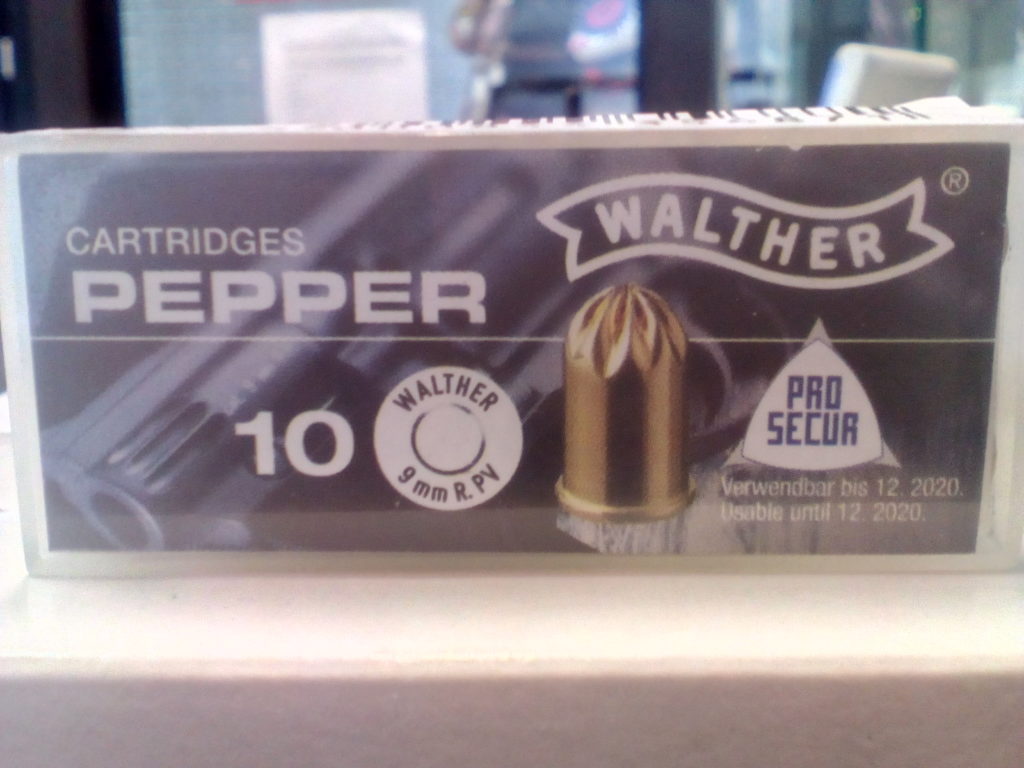 CARTRIDGES
PEPPER
WALTHER ®
10
WALTHER
9 mm R. PV
PRO
SECUR
Verwendbar bis 12. 2020.
Usable until 12. 2020.